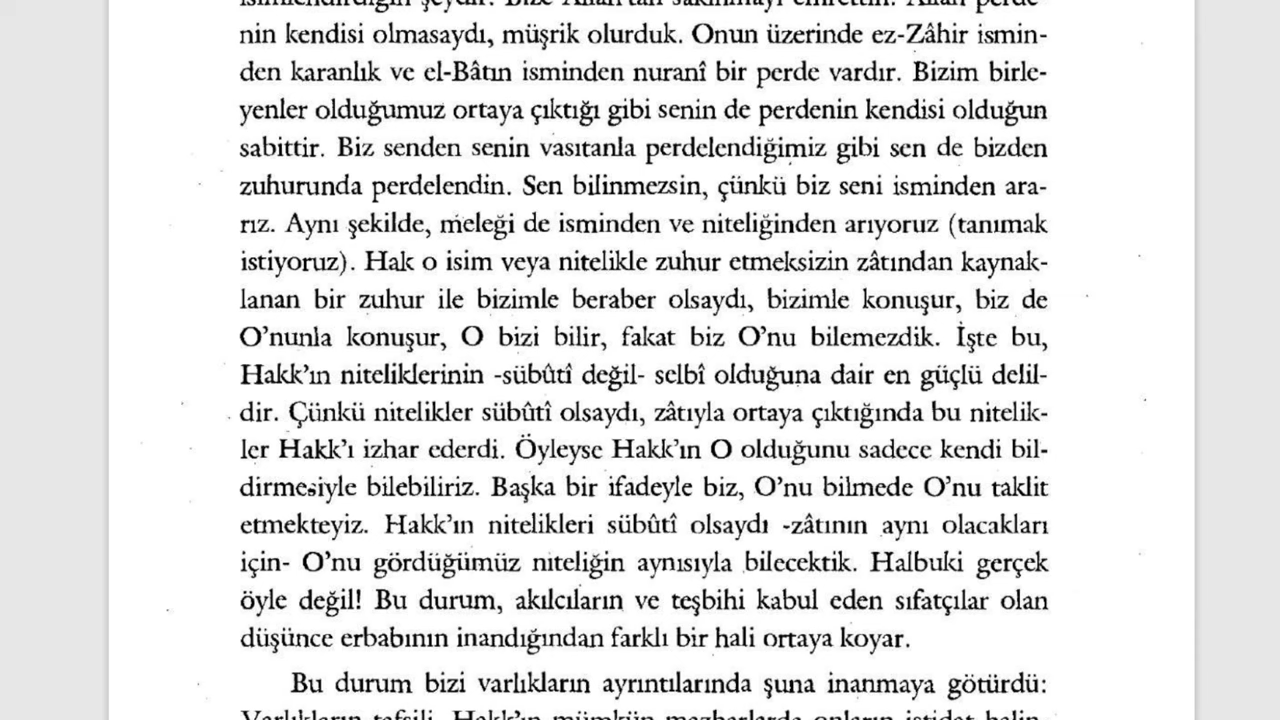 nin kendisi olmasaydı, müşrik olurduk. Onun üzerinde ez-Zâhir ismin-
den karanlık ve el-Bâtın isminden nuranî bir perde vardır. Bizim birle-
yenler olduğumuz ortaya çıktığı gibi senin de perdenin kendisi olduğun
sabittir. Biz senden senin vasıtanla perdelendiğimiz gibi sen de bizden
zuhurunda perdelendin. Sen bilinmezsin, çünkü biz seni isminden ara-
rız. Aynı şekilde, meleği de isminden ve niteliğinden arıyoruz (tanımak
istiyoruz). Hak o isim veya nitelikle zuhur etmeksizin zâtından kaynak-
lanan bir zuhur ile bizimle beraber olsaydı, bizimle konuşur, biz de
O'nunla konuşur, O bizi bilir, fakat biz O'nu bilemezdik. İşte bu,
Hakk'ın niteliklerinin -sübûtî değil- selbî olduğuna dair en güçlü delil-
dir. Çünkü nitelikler sübûtî olsaydı, zâtıyla ortaya çıktığında bu nitelik-
ler Hakk'ı izhar ederdi. Öyleyse Hakk'ın O olduğunu sadece kendi bil-
dirmesiyle bilebiliriz. Başka bir ifadeyle biz, O'nu bilmede O'nu taklit
etmekteyiz. Hakk'ın nitelikleri sübûtî olsaydı -zâtının aynı olacakları
için- O'nu gördüğümüz niteliğin aynısıyla bilecektik. Halbuki gerçek
öyle değil! Bu durum, akılcıların ve teşbihi kabul eden sıfatçılar olan
düşünce erbabının inandığından farklı bir hali ortaya koyar.
Bu durum bizi varlıkların ayrıntılarında şuna inanmaya götürdü: